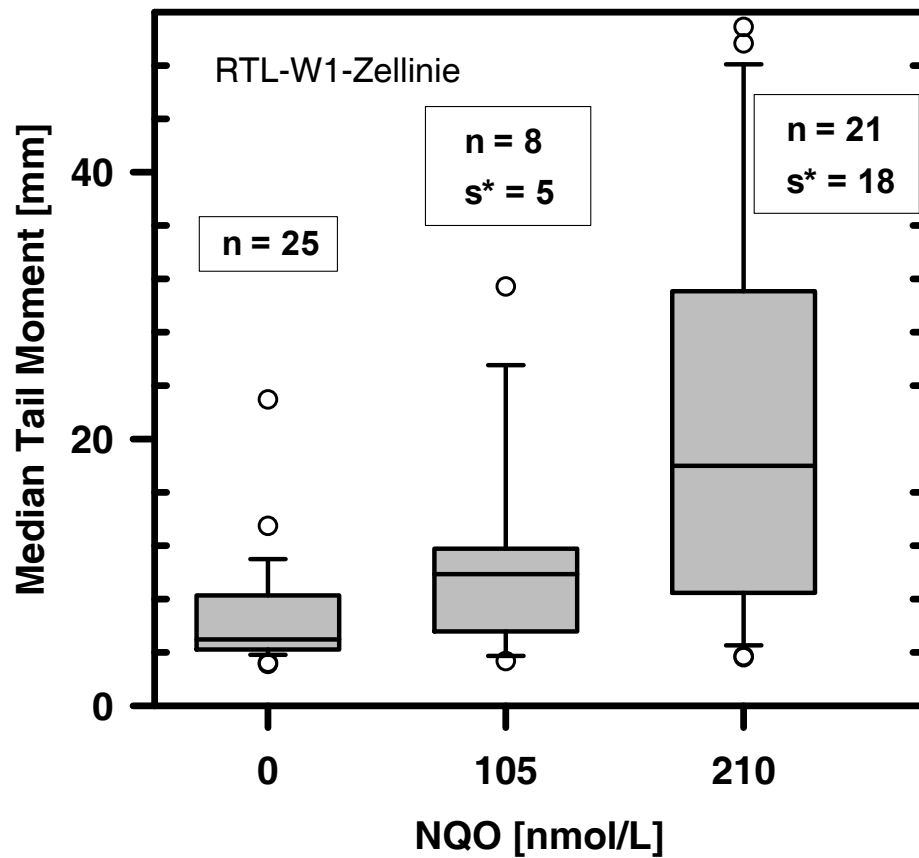 RTL-W1-Zellinie
n = 25
n = 8
s* = 5
n = 21
s* = 18
Median Tail Moment [mm]
40
20
0
0
105
210
NQO [nmol/L]